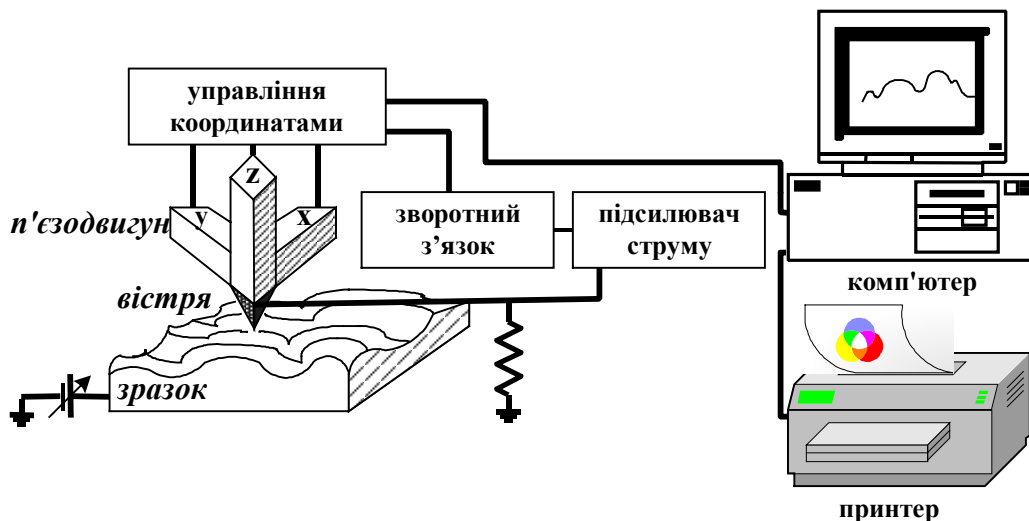 управління
координатами
z
y
x
п'єзодвигун
зворотний
з’язок
підсилювач
струму
комп'ютер
вістря
зразок
принтер